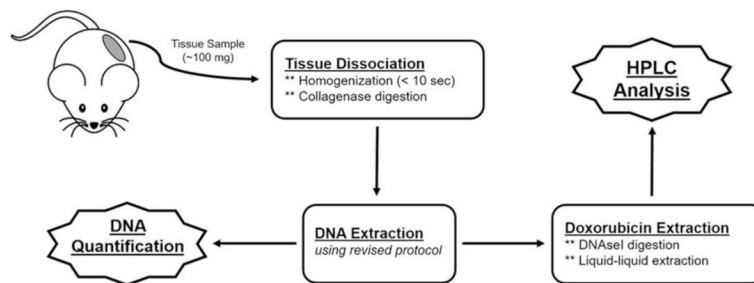 Tissue Sample
(~100 mg)
Tissue Dissociation
** Homogenization (< 10 sec)
** Collagenase digestion
HPLC
Analysis
DNA
Quantification
DNA Extraction
using revised protocol
Doxorubicin Extraction
** DNAseI digestion
** Liquid-liquid extraction